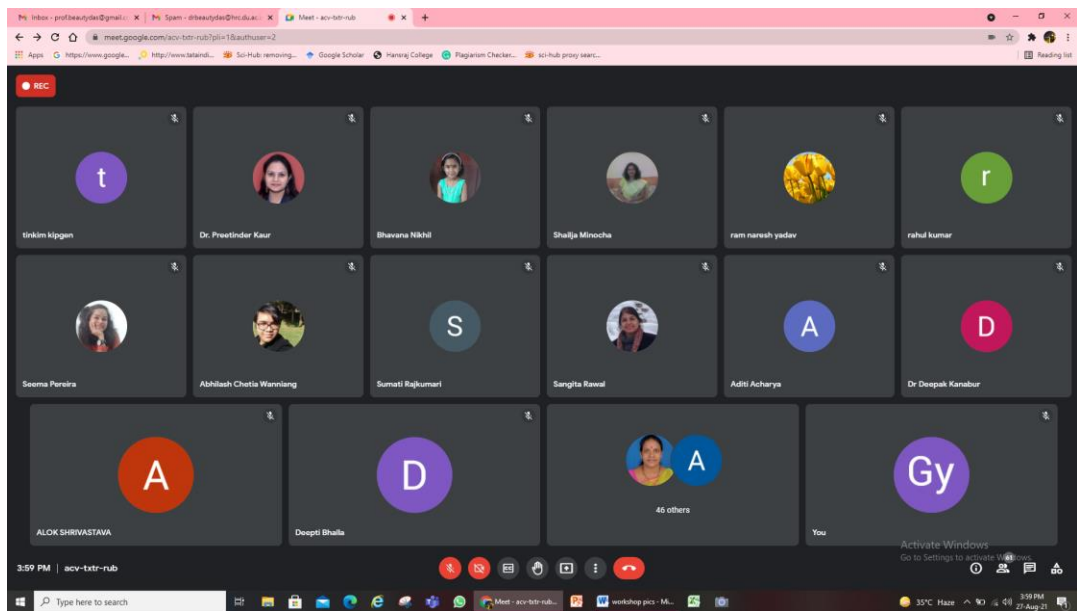 Inbox - prof.beautydas@gmail.c
Spam - drbeautydas@hrc.du.ac.i
Meet - acv-txtr-rub
meet.google.com/acv-txtr-rub?pli=1&authuser=2
Apps
https://www.google...
http://www.tataindi...
Sci-Hub: removing...
Google Scholar
Hansraj College
Plagiarism Checker...
sci-hub proxy searc...
Reading list
REC
t
r
tinkim kipgen
Dr. Preetinder Kaur
Bhavana Nikhil
Shailja Minocha
ram naresh yadav
rahul kumar
S
A
D
Seema Pereira
Abhilash Chetia Wanniang
Sumati Rajkumari
Sangita Rawal
Aditi Acharya
Dr Deepak Kanabur
A
D
A
Gy
46 others
ALOK SHRIVASTAVA
Deepti Bhalla
You
Activate Windows
Go to Settings to activate Windows.
61
3:59 PM | acv-txtr-rub
Type here to search
Meet - acv-txtr-rub...
workshop pics - Mi...
35°C Haze
3:59 PM
27-Aug-21